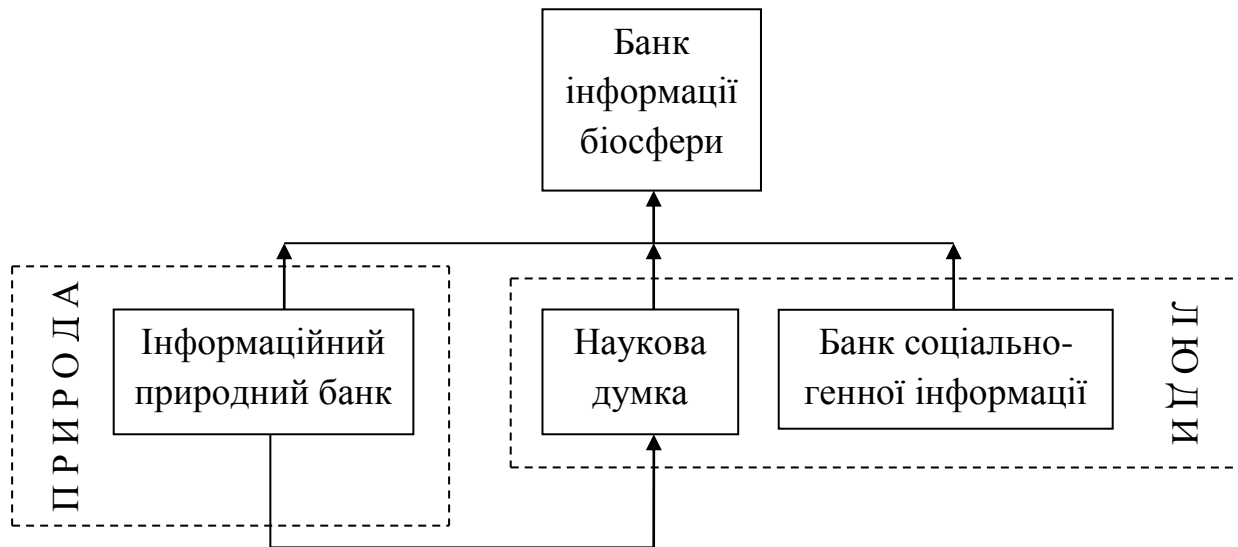 Банк
інформації
біосфери
П Р И Р О Д А
Інформаційний
природний банк
Наукова
думка
Банк соціально-
генної інформації
Л Ю Д И